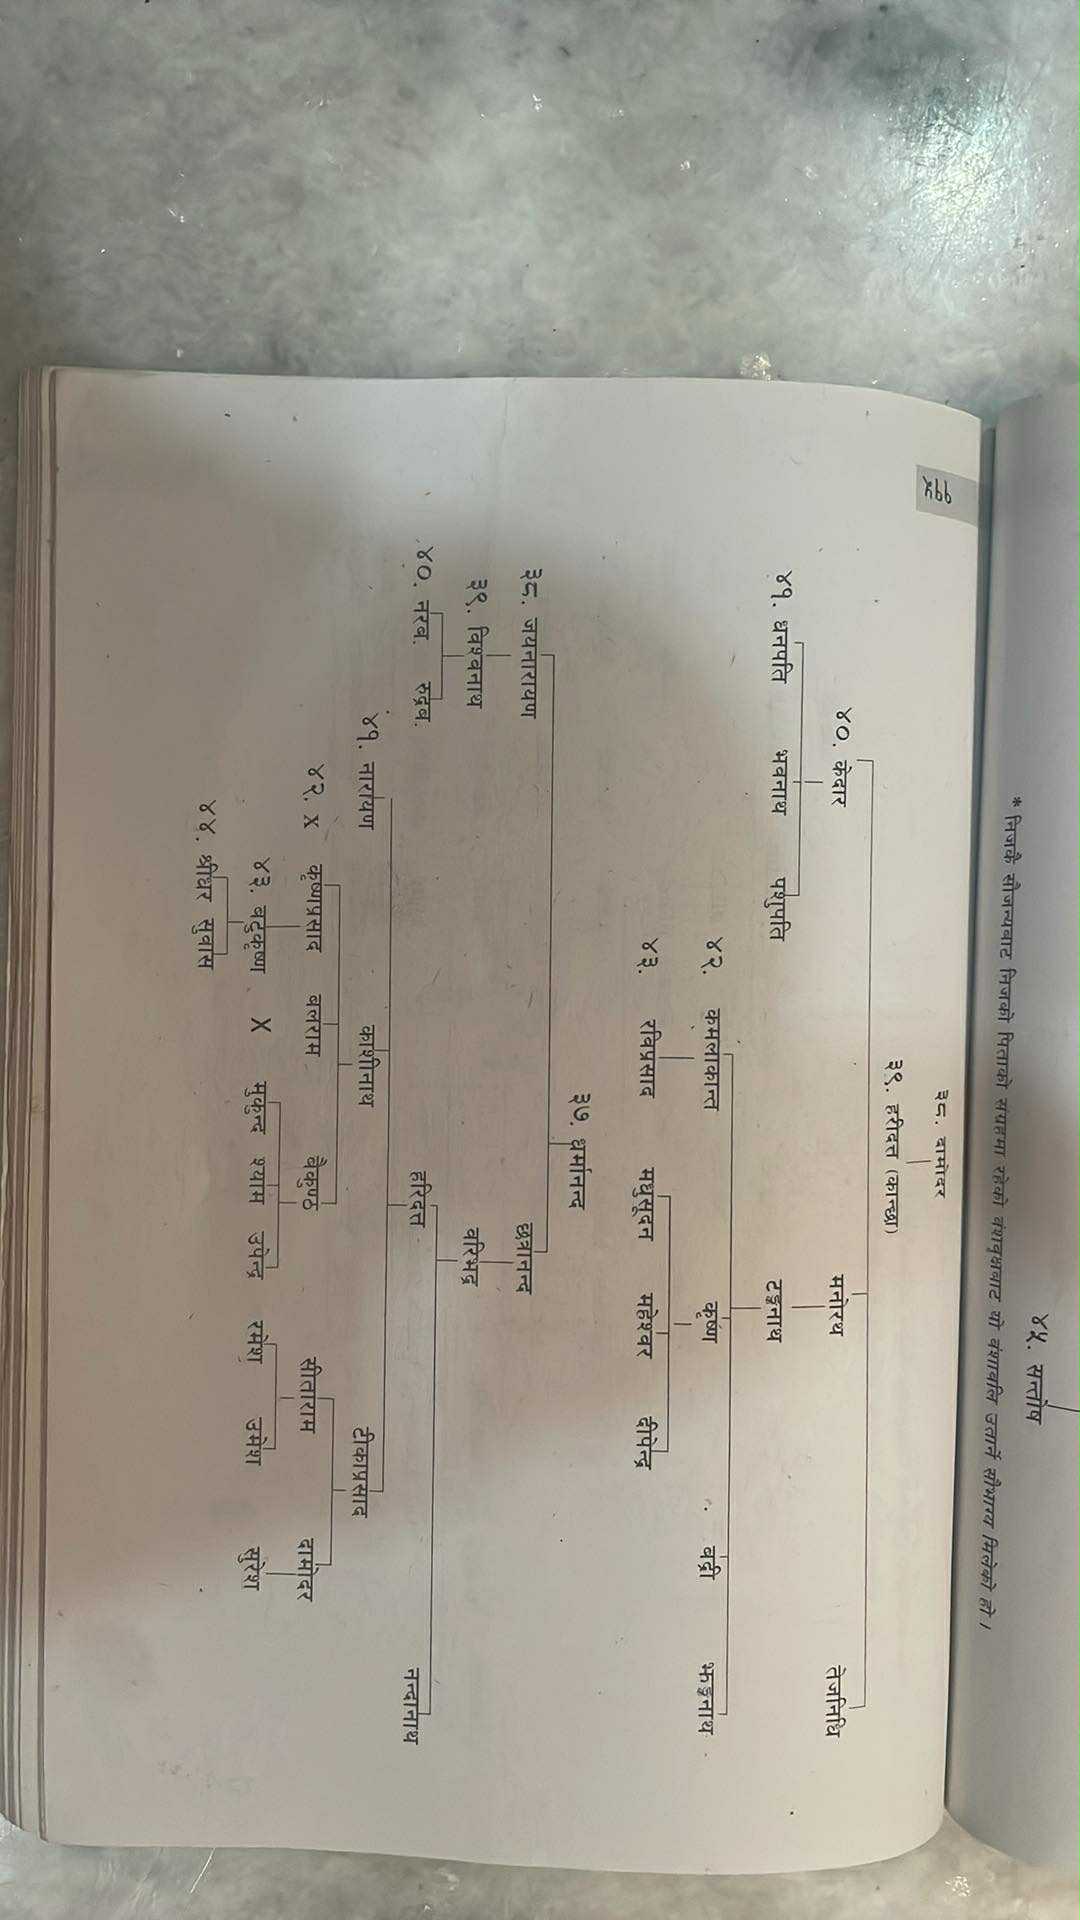 ४५. सन्तोष
* निजकै सौजन्यबाट निजको पिताको संग्रहमा रहेको वंशवृक्षबाट यो वंशावलि उतार्ने सौभाग्य मिलेको हो ।
११५
३८. दामोदर
३९. हरीदत्त (कान्छा)
४०. केदार मनोरथ तेजनिधि
४१. धनपति भवनाथ पशुपति टङ्कनाथ
४२. कमलाकान्त कृष्ण बद्री झङ्कनाथ
४३. रविप्रसाद मधुसूदन महेश्वर दीपेन्द्र
३७. धर्मानन्द
३८. जयनारायण छत्रानन्द
३९. विश्वनाथ वरिभद्र
४०. नरब. रुद्रब. हरिदत्त नन्दानाथ
४१. नारायण काशीनाथ टीकाप्रसाद
४२. X कृष्णप्रसाद बलराम बैकुण्ठ सीताराम दामोदर
४३. बटुकृष्ण X मुकुन्द श्याम उपेन्द्र रमेश उमेश सुरेश
४४. श्रीधर सुवास